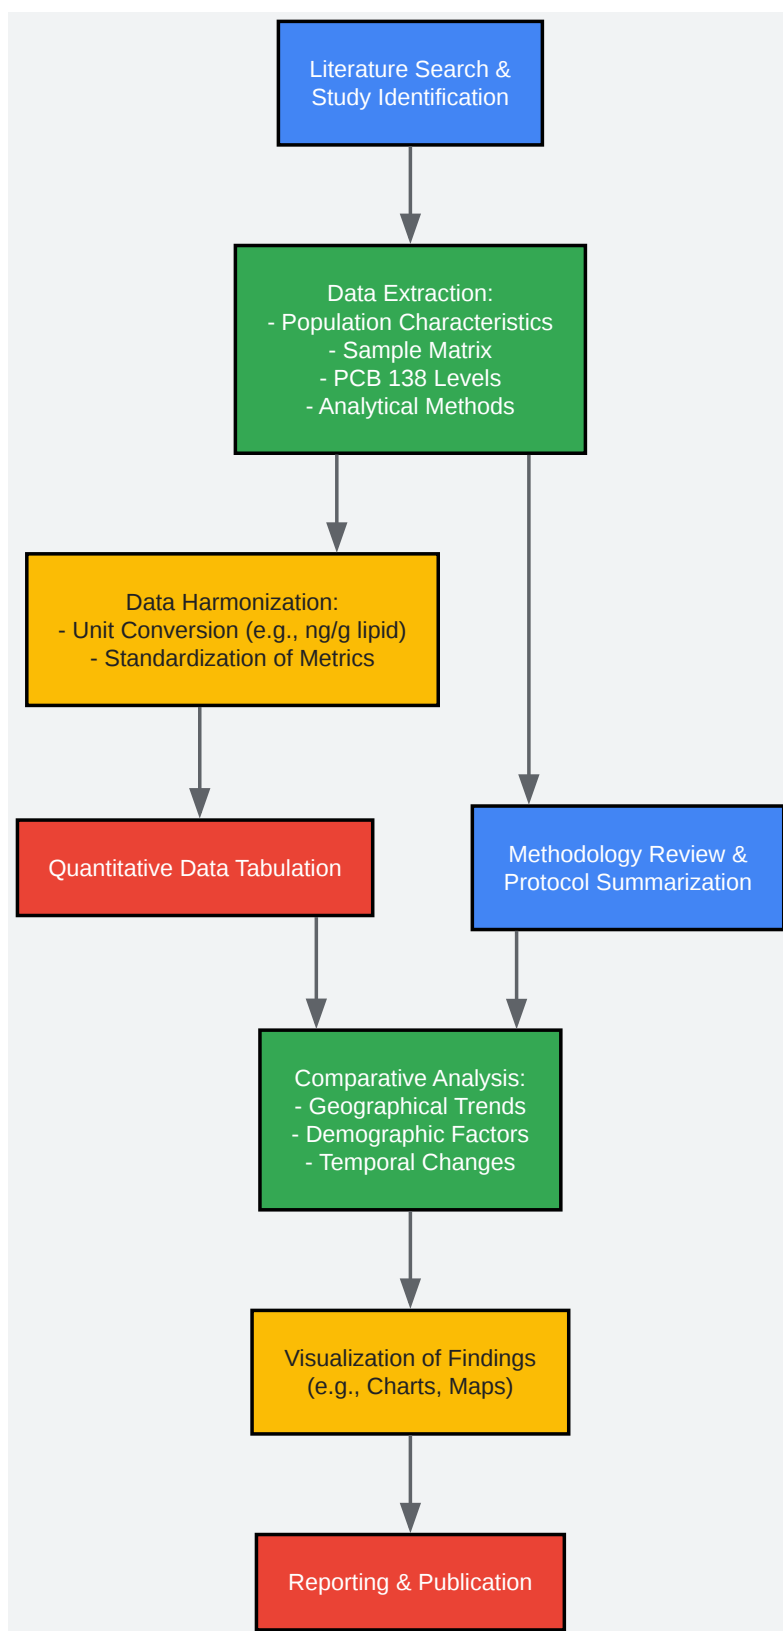 Literature Search &
Study Identification
Data Extraction:
- Population Characteristics
- Sample Matrix
- PCB 138 Levels
- Analytical Methods
Data Harmonization:
- Unit Conversion (e.g., ng/g lipid)
- Standardization of Metrics
Quantitative Data Tabulation
Methodology Review &
Protocol Summarization
Comparative Analysis:
- Geographical Trends
- Demographic Factors
- Temporal Changes
Visualization of Findings
(e.g., Charts, Maps)
Reporting & Publication